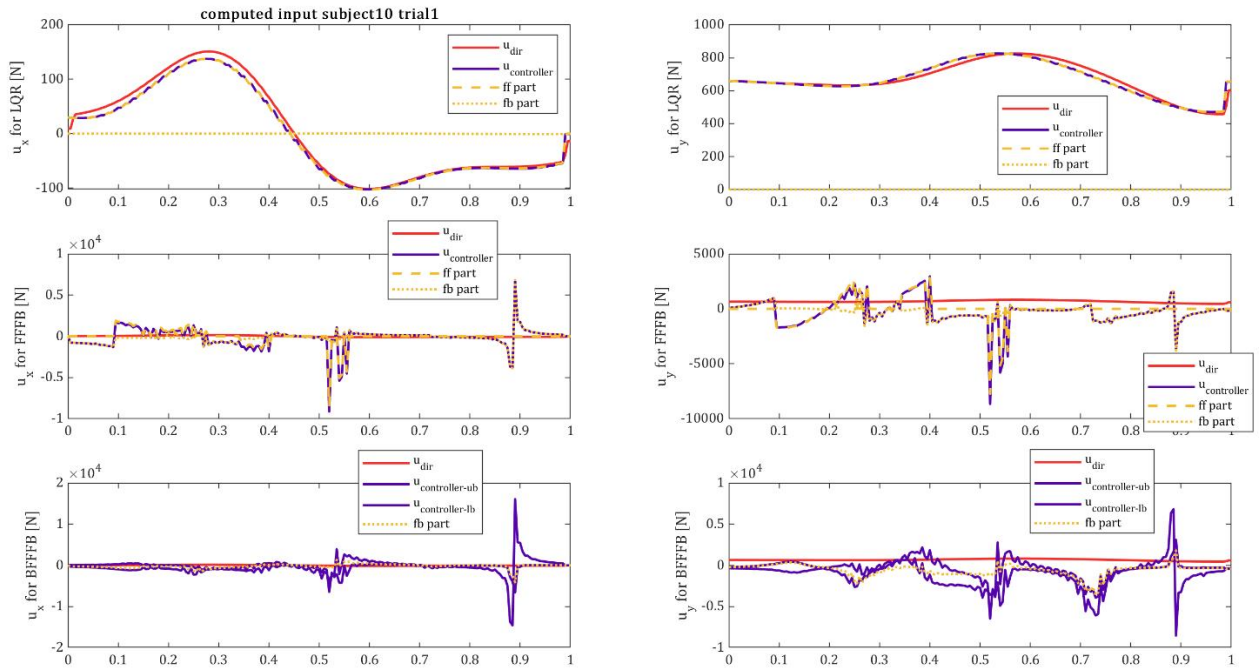 computed input subject10 trial1
200
100
0
-100
u_x for LQR [N]
u_dir
u_controller
ff part
fb part
0 0.1 0.2 0.3 0.4 0.5 0.6 0.7 0.8 0.9 1
1000
800
600
400
200
0
u_y for LQR [N]
u_dir
u_controller
ff part
fb part
0 0.1 0.2 0.3 0.4 0.5 0.6 0.7 0.8 0.9 1
×10^4
1
0.5
0
-0.5
-1
u_x for FFFB [N]
u_dir
u_controller
ff part
fb part
0 0.1 0.2 0.3 0.4 0.5 0.6 0.7 0.8 0.9 1
5000
0
-5000
-10000
u_y for FFFB [N]
u_dir
u_controller
ff part
fb part
0 0.1 0.2 0.3 0.4 0.5 0.6 0.7 0.8 0.9 1
×10^4
2
1
0
-1
-2
u_x for BFFFB [N]
u_dir
u_controller-ub
u_controller-lb
fb part
0 0.1 0.2 0.3 0.4 0.5 0.6 0.7 0.8 0.9 1
×10^4
1
0.5
0
-0.5
-1
u_y for BFFFB [N]
u_dir
u_controller-ub
u_controller-lb
fb part
0 0.1 0.2 0.3 0.4 0.5 0.6 0.7 0.8 0.9 1